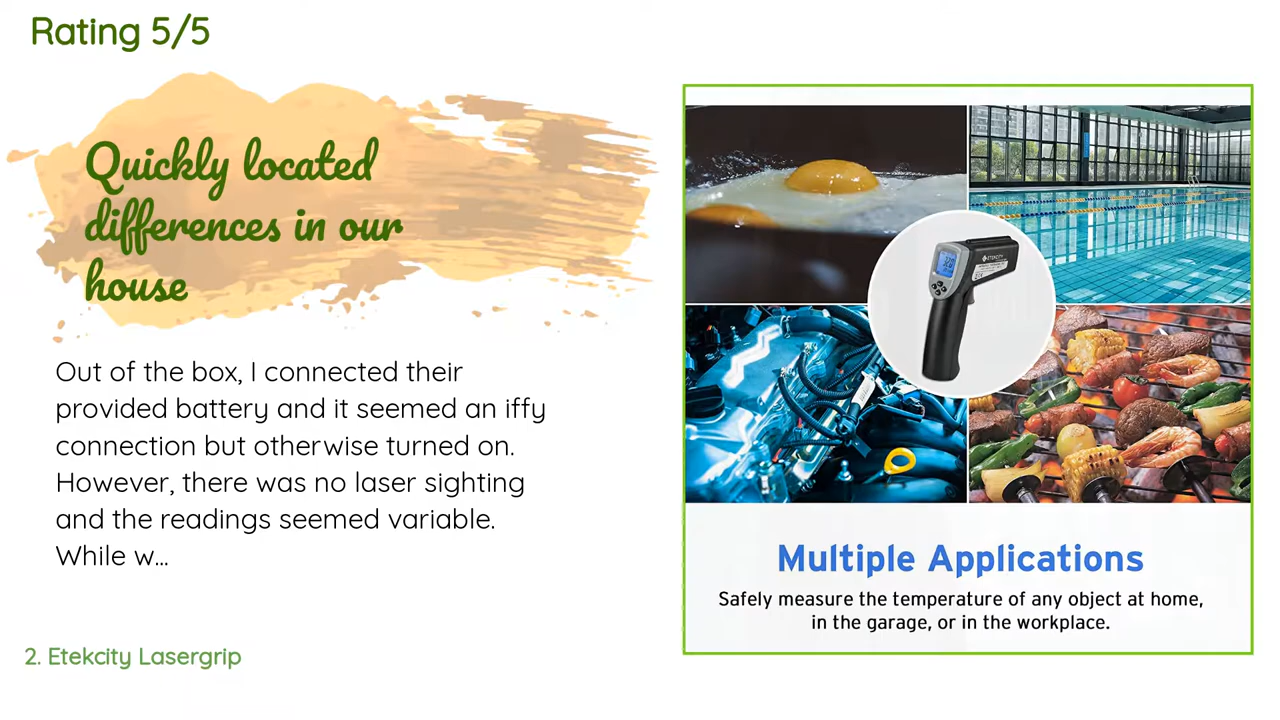 Rating 5/5
Quickly located
differences in our
house
Out of the box, I connected their
provided battery and it seemed an iffy
connection but otherwise turned on.
However, there was no laser sighting
and the readings seemed variable.
While w...
2. Etekcity Lasergrip
ETEKCITY
Multiple Applications
Safely measure the temperature of any object at home,
in the garage, or in the workplace.